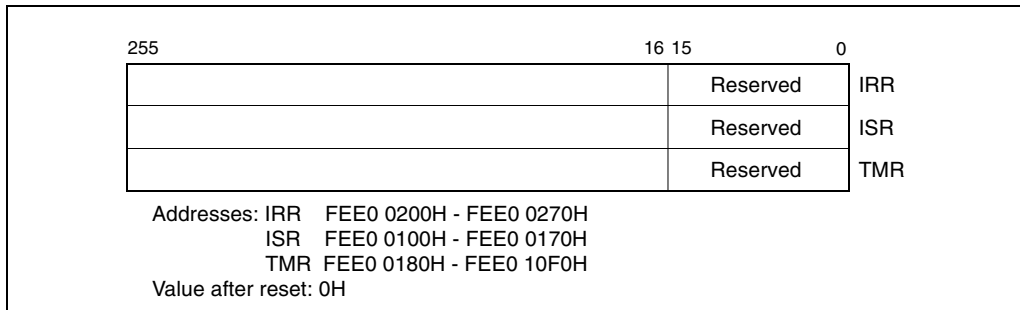 255 16 15 0
Reserved IRR
Reserved ISR
Reserved TMR
Addresses: IRR FEE0 0200H - FEE0 0270H
ISR FEE0 0100H - FEE0 0170H
TMR FEE0 0180H - FEE0 10F0H
Value after reset: 0H